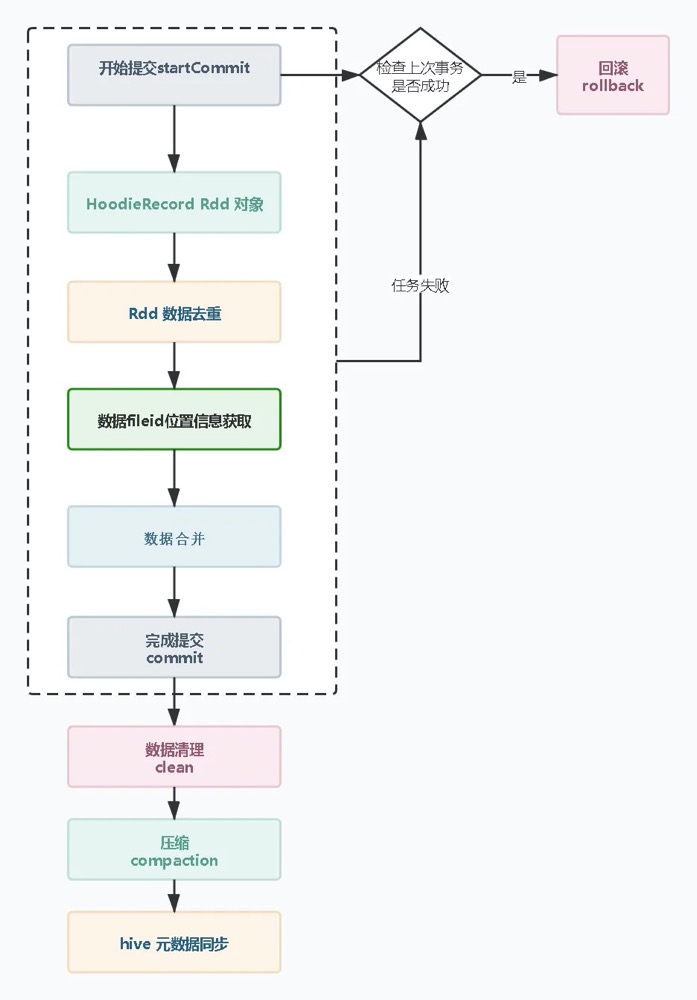 开始提交startCommit
检查上次事务
是否成功
是
回滚
rollback
HoodieRecord Rdd 对象
任务失败
Rdd 数据去重
数据fileid位置信息获取
数据合并
完成提交
commit
数据清理
clean
压缩
compaction
hive 元数据同步